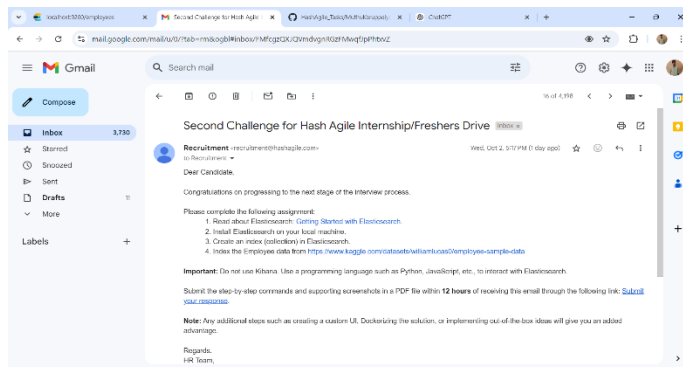 localhost:9200/employees
Second Challenge for Hash Agile
HashAgile_Tasks/MuthuKaruppaiy
ChatGPT
mail.google.com
Gmail
Search mail
Compose
16 of 4,198
Inbox 3,730
Starred
Snoozed
Sent
Drafts
More
Labels
Second Challenge for Hash Agile Internship/Freshers Drive Inbox x
Recruitment <recruitment@hashagile.com> Wed, Oct 2, 5:17 PM (1 day ago)
to Recruitment
Dear Candidate,
Congratulations on progressing to the next stage of the interview process.
Please complete the following assignment:
1. Read about Elasticsearch: Getting Started with Elasticsearch.
2. Install Elasticsearch on your local machine.
3. Create an index (collection) in Elasticsearch.
4. Index the Employee data from https://www.kaggle.com/datasets/williamlucas0/employee-sample-data
Important: Do not use Kibana. Use a programming language such as Python, JavaScript, etc., to interact with Elasticsearch.
Submit the step-by-step commands and supporting screenshots in a PDF file within 12 hours of receiving this email through the following link: Submit
your response.
Note: Any additional steps such as creating a custom UI, Dockerizing the solution, or implementing out-of-the-box ideas will give you an added
advantage.
Regards,
HR Team,